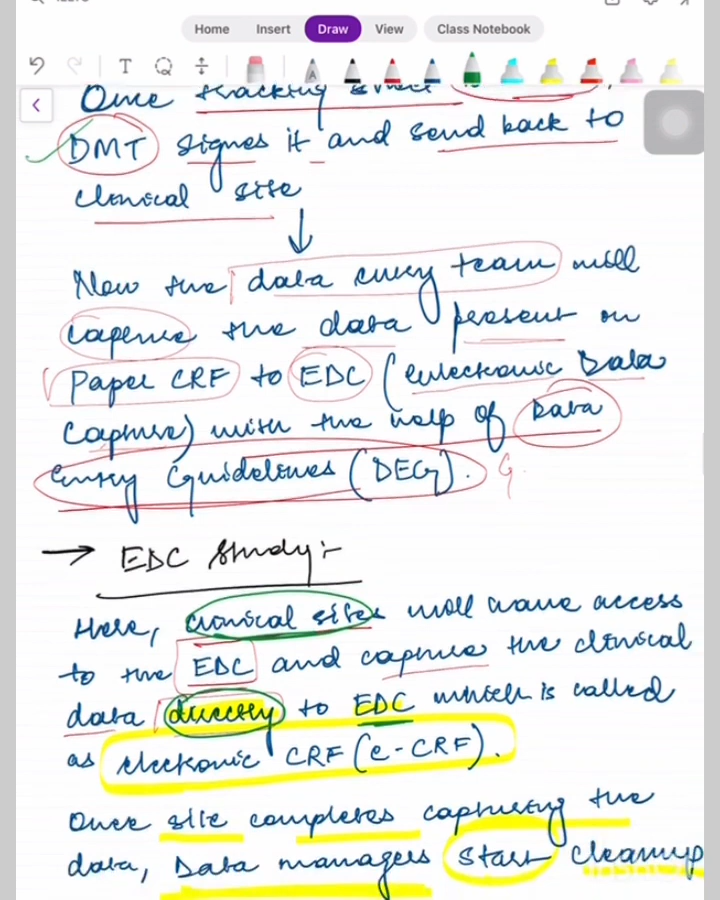 Home Insert Draw View Class Notebook
Once tracking sheet
DMT signs it and send back to
clinical site
Now the data entry team will
capture the data present on
Paper CRF to EDC (Electronic Data
Capture) with the help of Data
Entry Guidelines (DEG). G.
→ EDC Study:-
Here, clinical sites will have access
to the EDC and capture the clinical
data directly to EDC which is called
as electronic CRF (e-CRF).
Once site completes capturing the
data, Data managers start cleanup